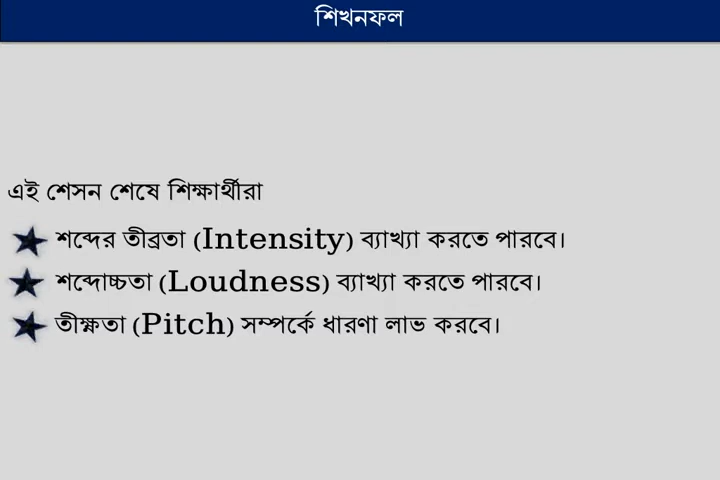 শিখনফল
এই শেসন শেষে শিক্ষার্থীরা
শব্দের তীব্রতা (Intensity) ব্যাখ্যা করতে পারবে।
শব্দোচ্চতা (Loudness) ব্যাখ্যা করতে পারবে।
তীক্ষ্ণতা (Pitch) সম্পর্কে ধারণা লাভ করবে।